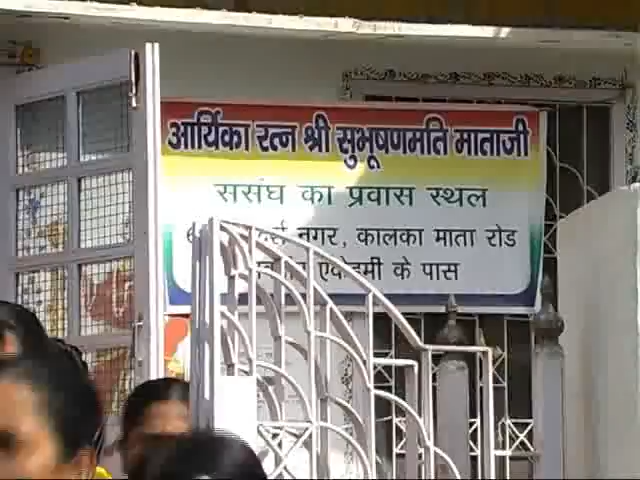 आर्यिका रत्न श्री सुभूषणमति माताजी
ससंघ का प्रवास स्थल
नगर, कालका माता रोड
एकेडमी के पास